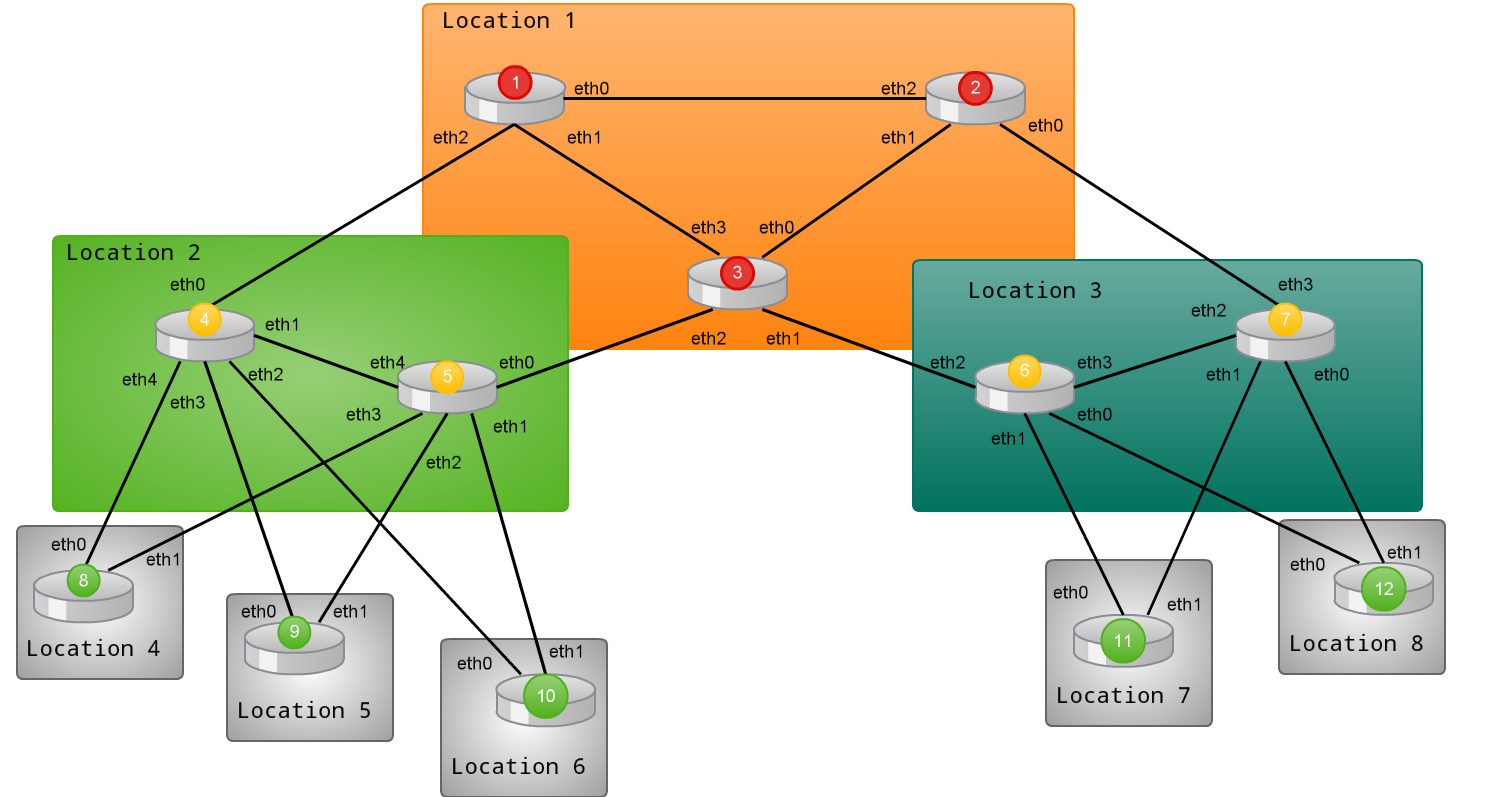 Location 1
1
2
eth0
eth2
eth2
eth1
eth1
eth0
eth3
eth0
3
eth2
eth1
Location 2
eth0
4
eth1
eth4
eth0
5
eth4
eth3
eth2
eth3
eth1
eth2
Location 3
eth3
eth2
7
eth2
6
eth3
eth1
eth0
eth0
eth1
eth0
eth1
8
Location 4
eth0
eth1
9
Location 5
eth0
eth1
10
Location 6
eth0
eth1
11
Location 7
eth0
eth1
12
Location 8